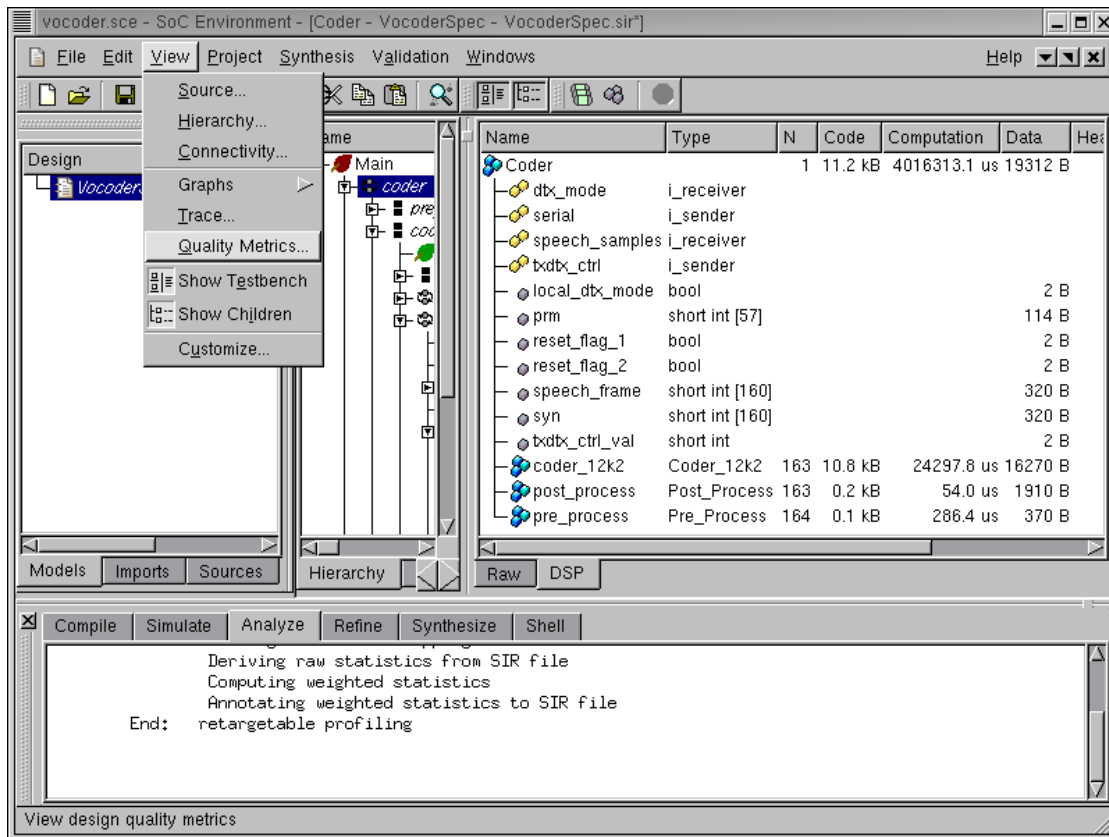 vocoder.sce - SoC Environment - [Coder - VocoderSpec - VocoderSpec.sir*]
File Edit View Project Synthesis Validation Windows Help
Source...
Hierarchy...
Connectivity...
Graphs
Trace...
Quality Metrics...
Show Testbench
Show Children
Customize...
Design
Vocoder
Models Imports Sources
ame
Main
coder
pre
coc
Hierarchy
Name Type N Code Computation Data Hea
Coder 1 11.2 kB 4016313.1 us 19312 B
dtx_mode i_receiver
serial i_sender
speech_samples i_receiver
txdtx_ctrl i_sender
local_dtx_mode bool 2 B
prm short int [57] 114 B
reset_flag_1 bool 2 B
reset_flag_2 bool 2 B
speech_frame short int [160] 320 B
syn short int [160] 320 B
txdtx_ctrl_val short int 2 B
coder_12k2 Coder_12k2 163 10.8 kB 24297.8 us 16270 B
post_process Post_Process 163 0.2 kB 54.0 us 1910 B
pre_process Pre_Process 164 0.1 kB 286.4 us 370 B
Raw DSP
Compile Simulate Analyze Refine Synthesize Shell
Deriving raw statistics from SIR file
Computing weighted statistics
Annotating weighted statistics to SIR file
End: retargetable profiling
View design quality metrics